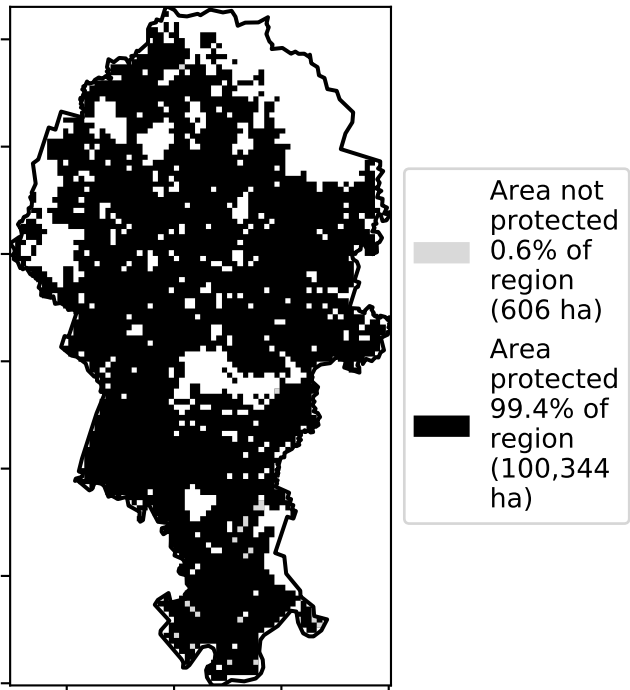 Area not
protected
0.6% of
region
(606 ha)
Area
protected
99.4% of
region
(100,344
ha)